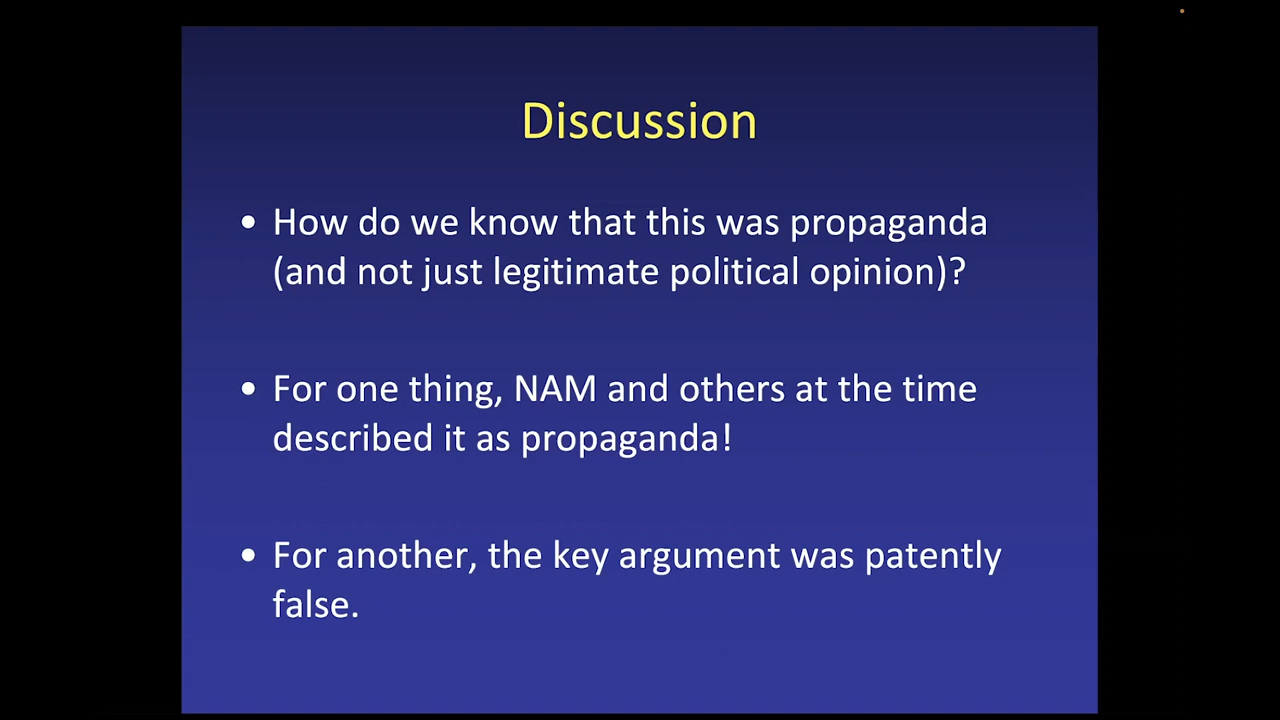 Discussion
• How do we know that this was propaganda
(and not just legitimate political opinion)?
• For one thing, NAM and others at the time
described it as propaganda!
• For another, the key argument was patently
false.